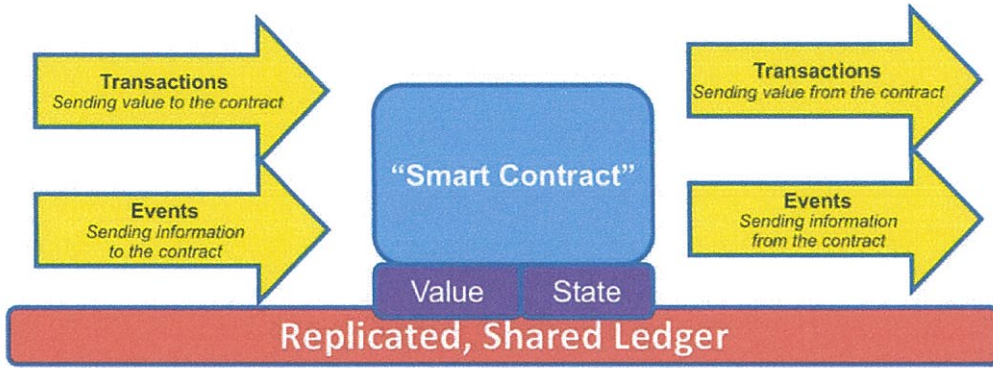 Transactions
Sending value to the contract
Events
Sending information
to the contract
“Smart Contract”
Value
State
Transactions
Sending value from the contract
Events
Sending information
from the contract
Replicated, Shared Ledger